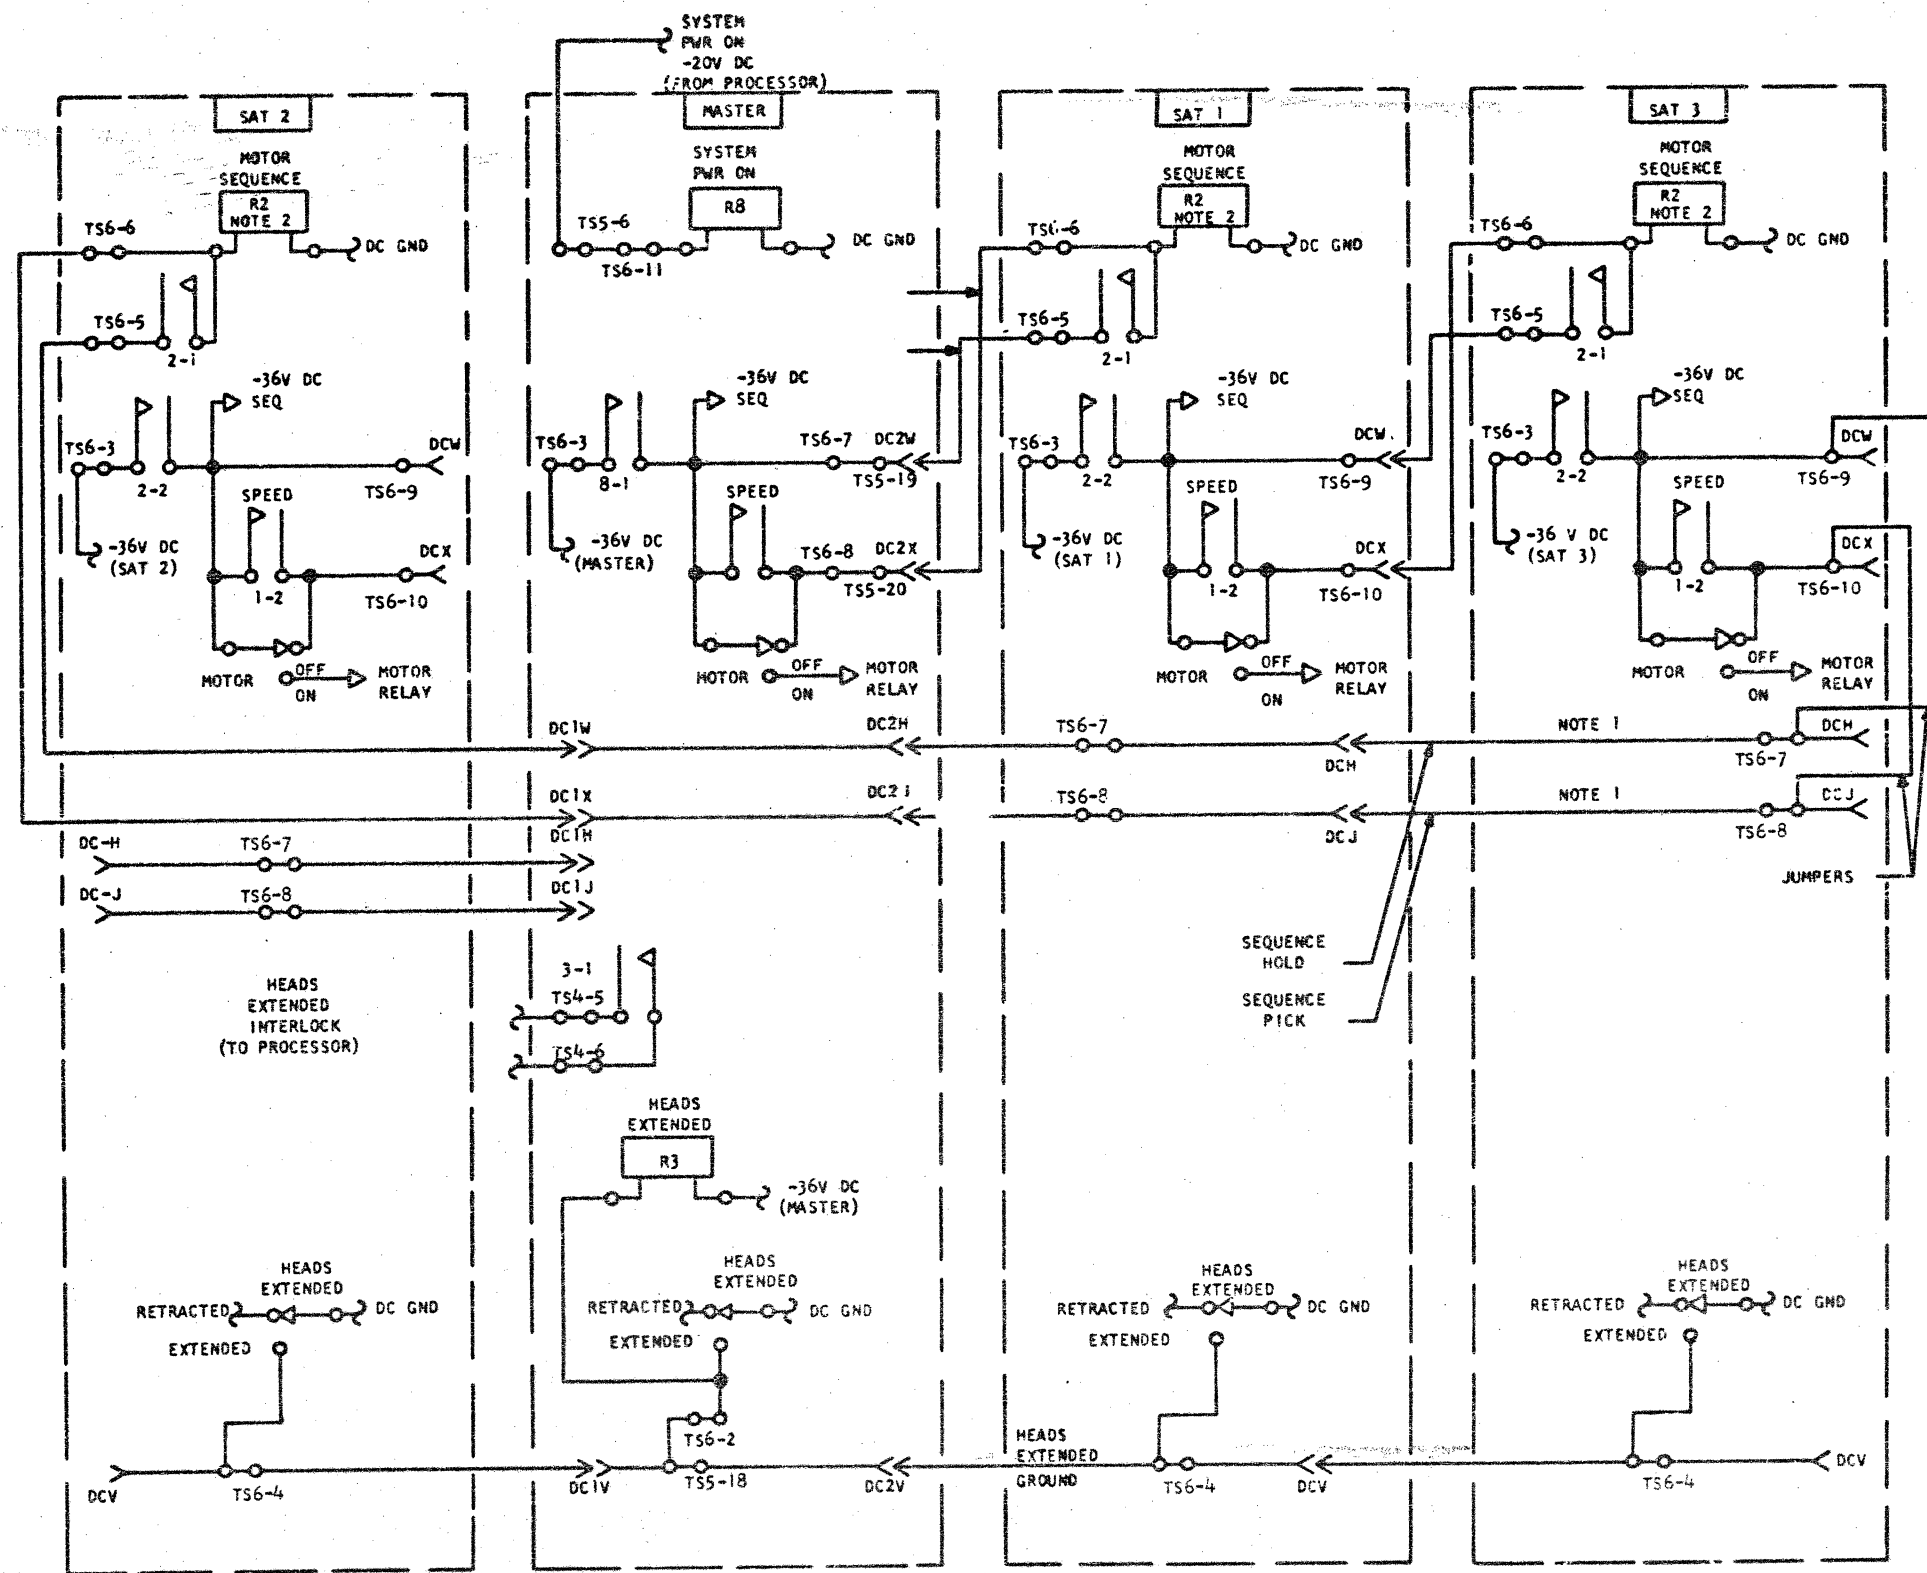 SYSTEM
PWR ON
-20V DC
(FROM PROCESSOR)
SAT 2
MOTOR
SEQUENCE
R2
NOTE 2
TS6-6
DC GND
TS6-5
2-1
-36V DC
SEQ
TS6-3
2-2
DCW
TS6-9
SPEED
-36V DC
(SAT 2)
1-2
DCX
TS6-10
MOTOR
OFF
ON
MOTOR
RELAY
MASTER
SYSTEM
PWR ON
R8
TS5-6
TS6-11
DC GND
-36V DC
SEQ
TS6-3
8-1
TS6-7
DC2W
TS5-19
SPEED
-36V DC
(MASTER)
TS6-8
DC2X
TS5-20
MOTOR
OFF
ON
MOTOR
RELAY
SAT 1
MOTOR
SEQUENCE
R2
NOTE 2
TS6-6
DC GND
TS6-5
2-1
-36V DC
SEQ
TS6-3
2-2
DCW
TS6-9
SPEED
-36V DC
(SAT 1)
1-2
DCX
TS6-10
MOTOR
OFF
ON
MOTOR
RELAY
SAT 3
MOTOR
SEQUENCE
R2
NOTE 2
TS6-6
DC GND
TS6-5
2-1
-36V DC
SEQ
TS6-3
2-2
DCW
TS6-9
SPEED
-36 V DC
(SAT 3)
1-2
DCX
TS6-10
MOTOR
OFF
ON
MOTOR
RELAY
DC1W
DC2H
TS6-7
DCH
NOTE 1
TS6-7
DCH
DC1X
TS6-8
DCJ
NOTE 1
TS6-8
DCJ
DC-H
TS6-7
DC1H
DC-J
TS6-8
DC1J
JUMPERS
SEQUENCE
HOLD
SEQUENCE
PICK
HEADS
EXTENDED
INTERLOCK
(TO PROCESSOR)
3-1
TS4-5
TS4-6
HEADS
EXTENDED
R3
-36V DC
(MASTER)
HEADS
EXTENDED
RETRACTED
DC GND
EXTENDED
HEADS
EXTENDED
RETRACTED
DC GND
EXTENDED
HEADS
EXTENDED
RETRACTED
DC GND
EXTENDED
HEADS
EXTENDED
RETRACTED
DC GND
EXTENDED
DCV
TS6-4
DC1V
TS6-2
TS5-18
DC2V
HEADS
EXTENDED
GROUND
TS6-4
DCV
TS6-4
DCV